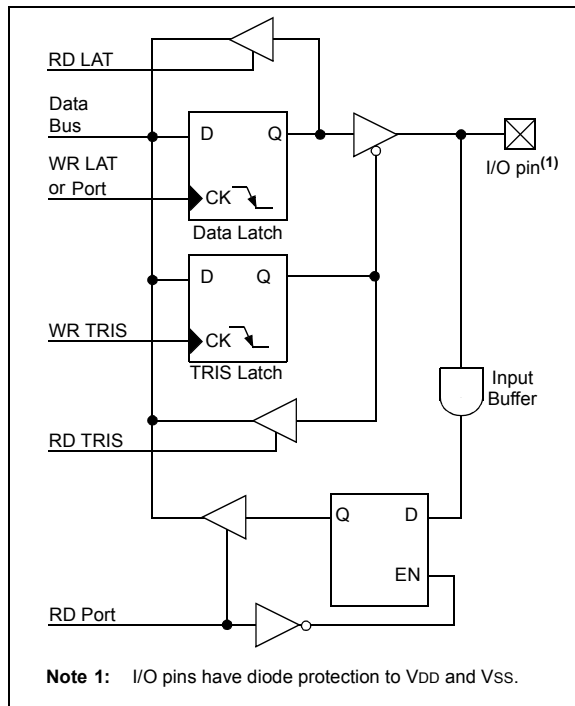 RD LAT
Data
Bus
D Q
WR LAT
or Port
I/O pin(1)
CK
Data Latch
D Q
WR TRIS
CK
TRIS Latch
Input
Buffer
RD TRIS
Q D
EN
RD Port
Note 1: I/O pins have diode protection to VDD and VSS.